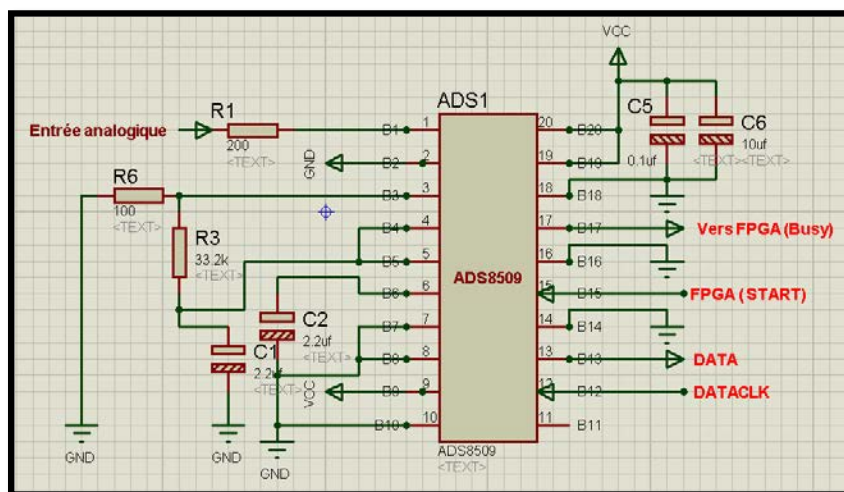 VCC
ADS1
R1
C5
C6
Entrée analogique
B1
1
20
B20
200
<TEXT>
GND
B2
2
19
B19
0.1uf
10uf
<TEXT><TEXT>
R6
B3
3
18
B18
100
<TEXT>
B4
4
17
B17
Vers FPGA (Busy)
R3
33.2k
<TEXT>
B5
5
ADS8509
16
B16
B6
6
15
B15
FPGA (START)
C2
2.2uf
<TEXT>
B7
7
14
B14
C1
2.2uf
<TEXT>
B8
8
13
B13
DATA
VCC
B9
9
12
B12
DATACLK
B10
10
11
B11
GND
GND
GND
ADS8509
<TEXT>